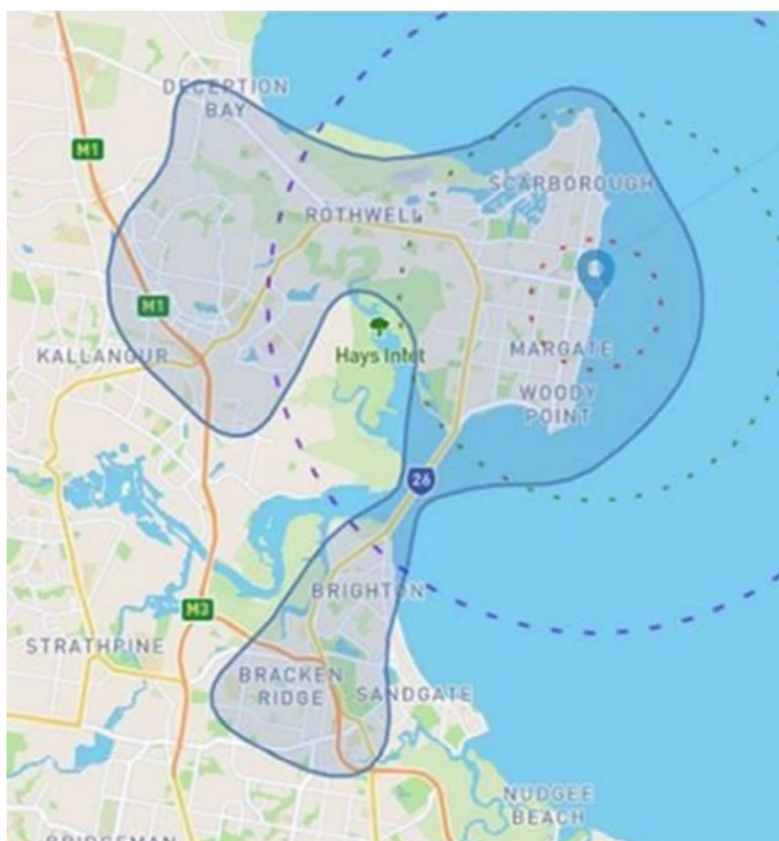 DECEPTION
BAY
M1
SCARBOROUGH
ROTHWELL
M1
Hays Inlet
KALLANGUR
MARGATE
WOODY
POINT
26
BRIGHTON
M3
STRATHPINE
BRACKEN
RIDGE
SANDGATE
NUDGEE
BEACH
BRIDGEMAN